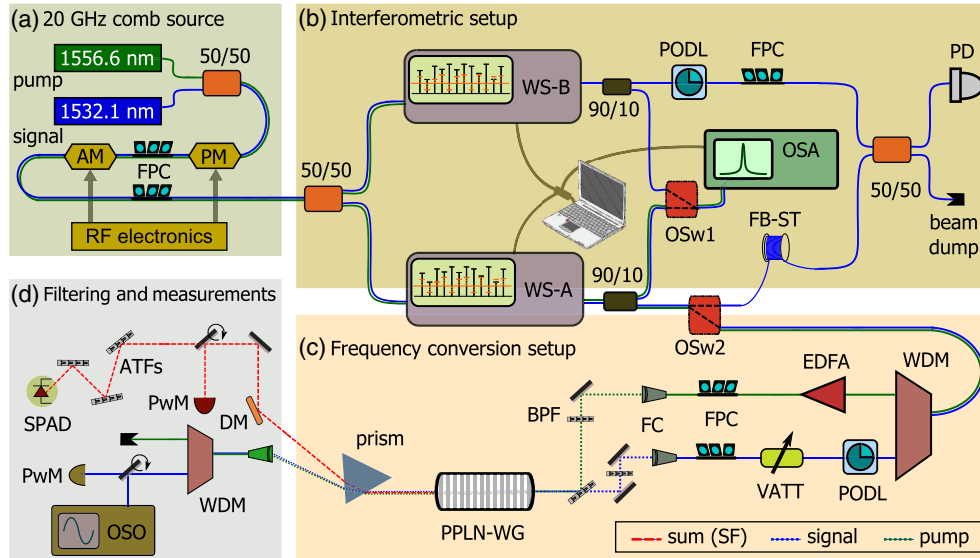 (a) 20 GHz comb source
1556.6 nm
50/50
pump
1532.1 nm
signal
AM
FPC
PM
50/50
RF electronics
(b) Interferometric setup
WS-B
90/10
PODL
FPC
PD
OSA
50/50
OSw1
FB-ST
beam
dump
WS-A
90/10
OSw2
(c) Frequency conversion setup
WDM
EDFA
FPC
FC
BPF
VATT
PODL
prism
PPLN-WG
sum (SF)
signal
pump
(d) Filtering and measurements
ATFs
SPAD
PwM
DM
PwM
WDM
OSO